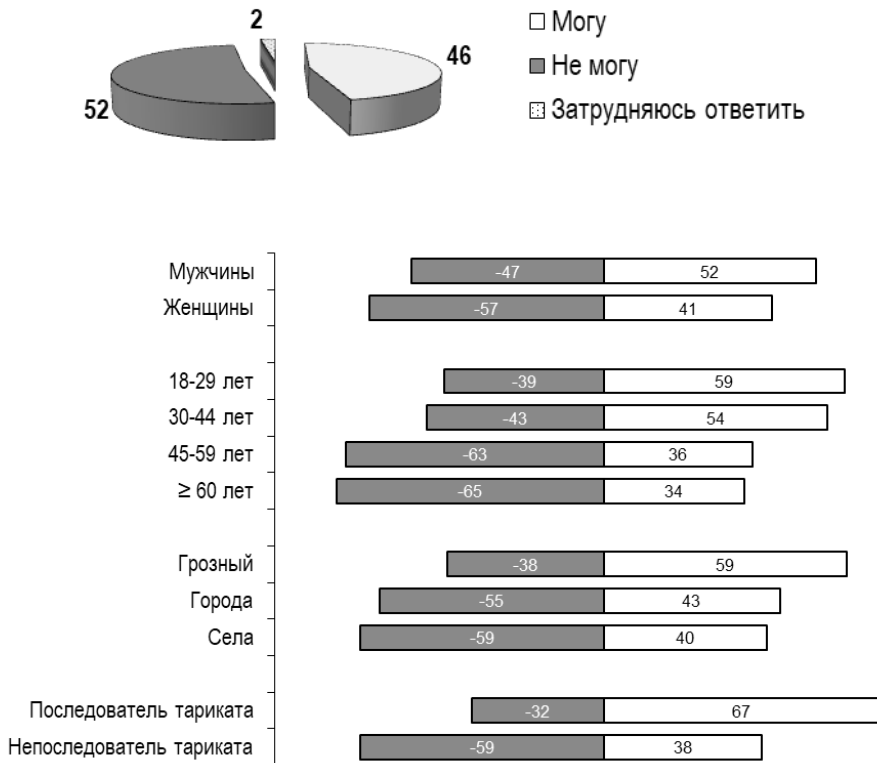 2
46
52
Могу
Не могу
Затрудняюсь ответить
Мужчины -47 52
Женщины -57 41
18-29 лет -39 59
30-44 лет -43 54
45-59 лет -63 36
≥ 60 лет -65 34
Грозный -38 59
Города -55 43
Села -59 40
Последователь тариката -32 67
Непоследователь тариката -59 38